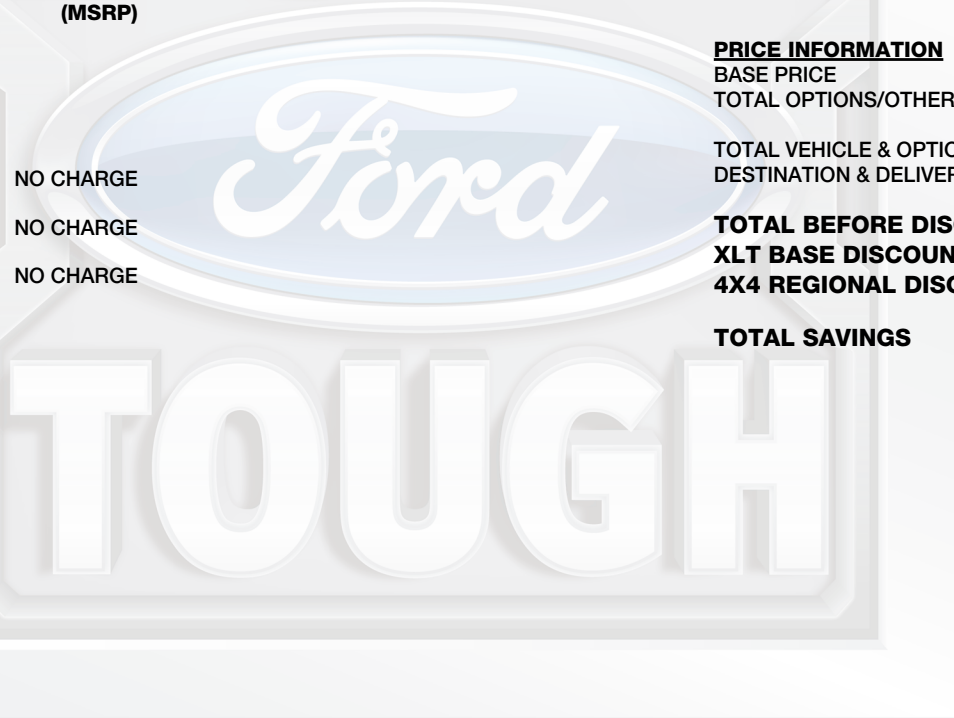 (MSRP)
NO CHARGE
NO CHARGE
NO CHARGE
PRICE INFORMATION
BASE PRICE
TOTAL OPTIONS/OTHER
TOTAL VEHICLE & OPTIO
DESTINATION & DELIVER
TOTAL BEFORE DIS
XLT BASE DISCOUN
4X4 REGIONAL DISC
TOTAL SAVINGS
Ford
TOUGH